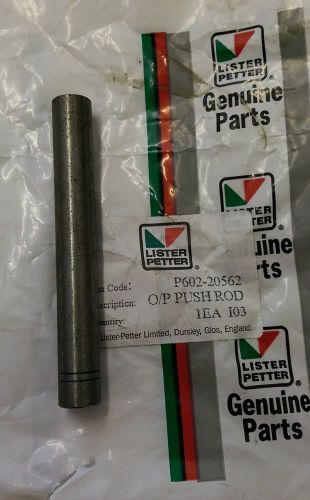 LISTER
PETTER
®
Genuine
Parts
LISTER
PETTER
®
Genuine
Parts
LISTER
PETTER
®
m Code: P602-20562
scription: O/P PUSH ROD
antity: 1EA I03
Lister-Petter Limited, Dursley, Glos, England.
LISTER
PETTER
®
Genuine
Parts